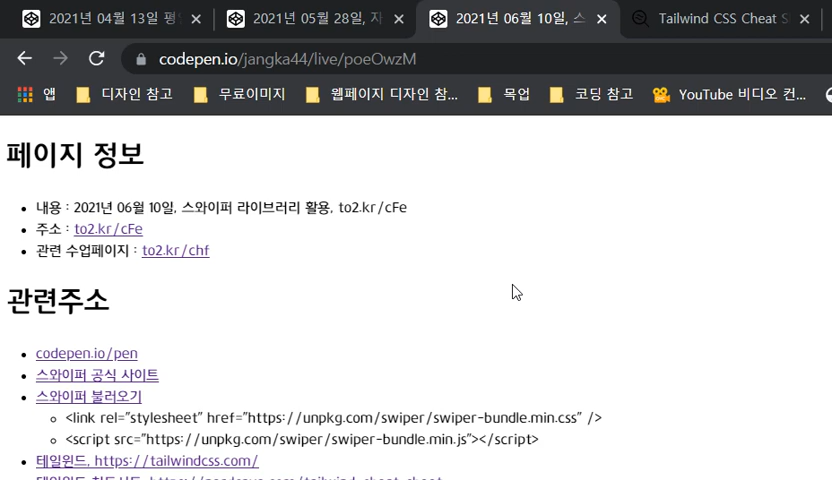 2021년 04월 13일
2021년 05월 28일,
2021년 06월 10일,
Tailwind CSS Cheat
codepen.io/jangka44/live/poeOwzM
앱
디자인 참고
무료이미지
웹페이지 디자인 참...
목업
코딩 참고
YouTube 비디오 컨...
페이지 정보
내용 : 2021년 06월 10일, 스와이퍼 라이브러리 활용, to2.kr/cFe
주소 : to2.kr/cFe
관련 수업페이지 : to2.kr/chf
관련주소
codepen.io/pen
스와이퍼 공식 사이트
스와이퍼 불러오기
<link rel="stylesheet" href="https://unpkg.com/swiper/swiper-bundle.min.css" />
<script src="https://unpkg.com/swiper/swiper-bundle.min.js"></script>
테일윈드, https://tailwindcss.com/